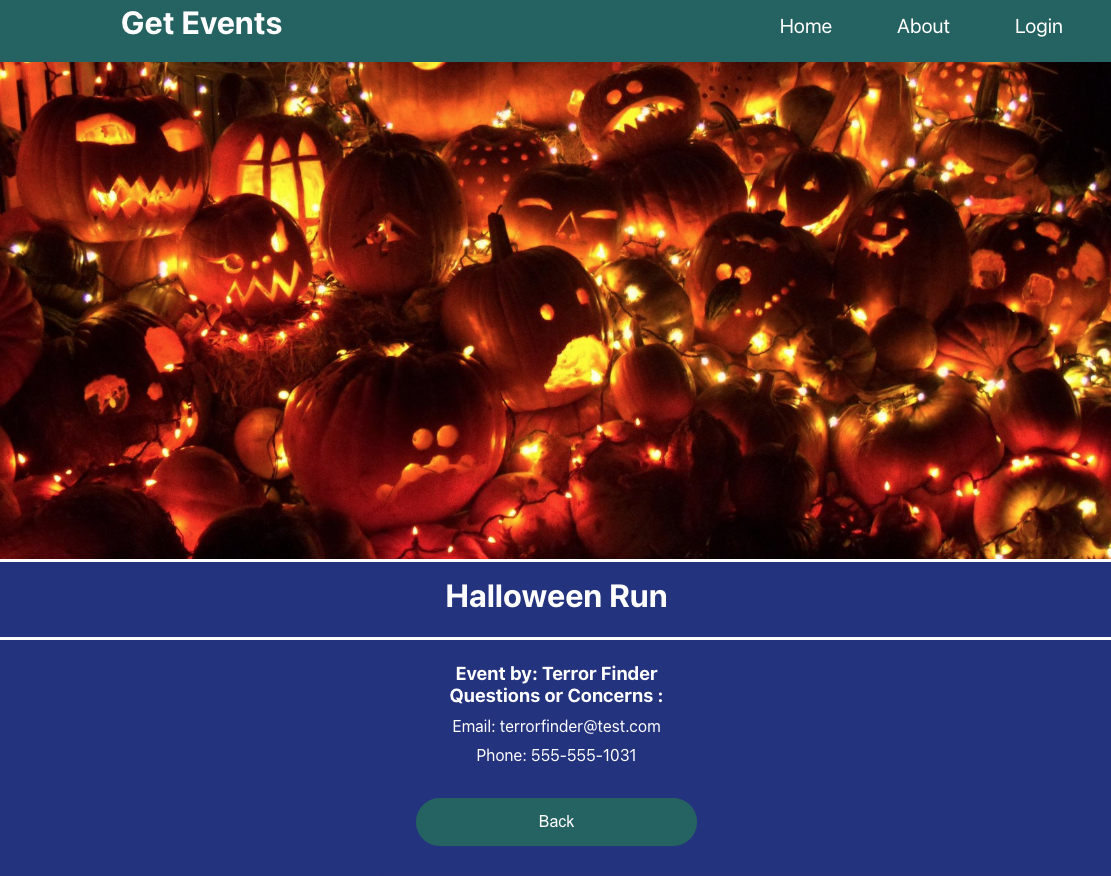 Get Events
Home About Login
Halloween Run
Event by: Terror Finder
Questions or Concerns :
Email: terrorfinder@test.com
Phone: 555-555-1031
Back